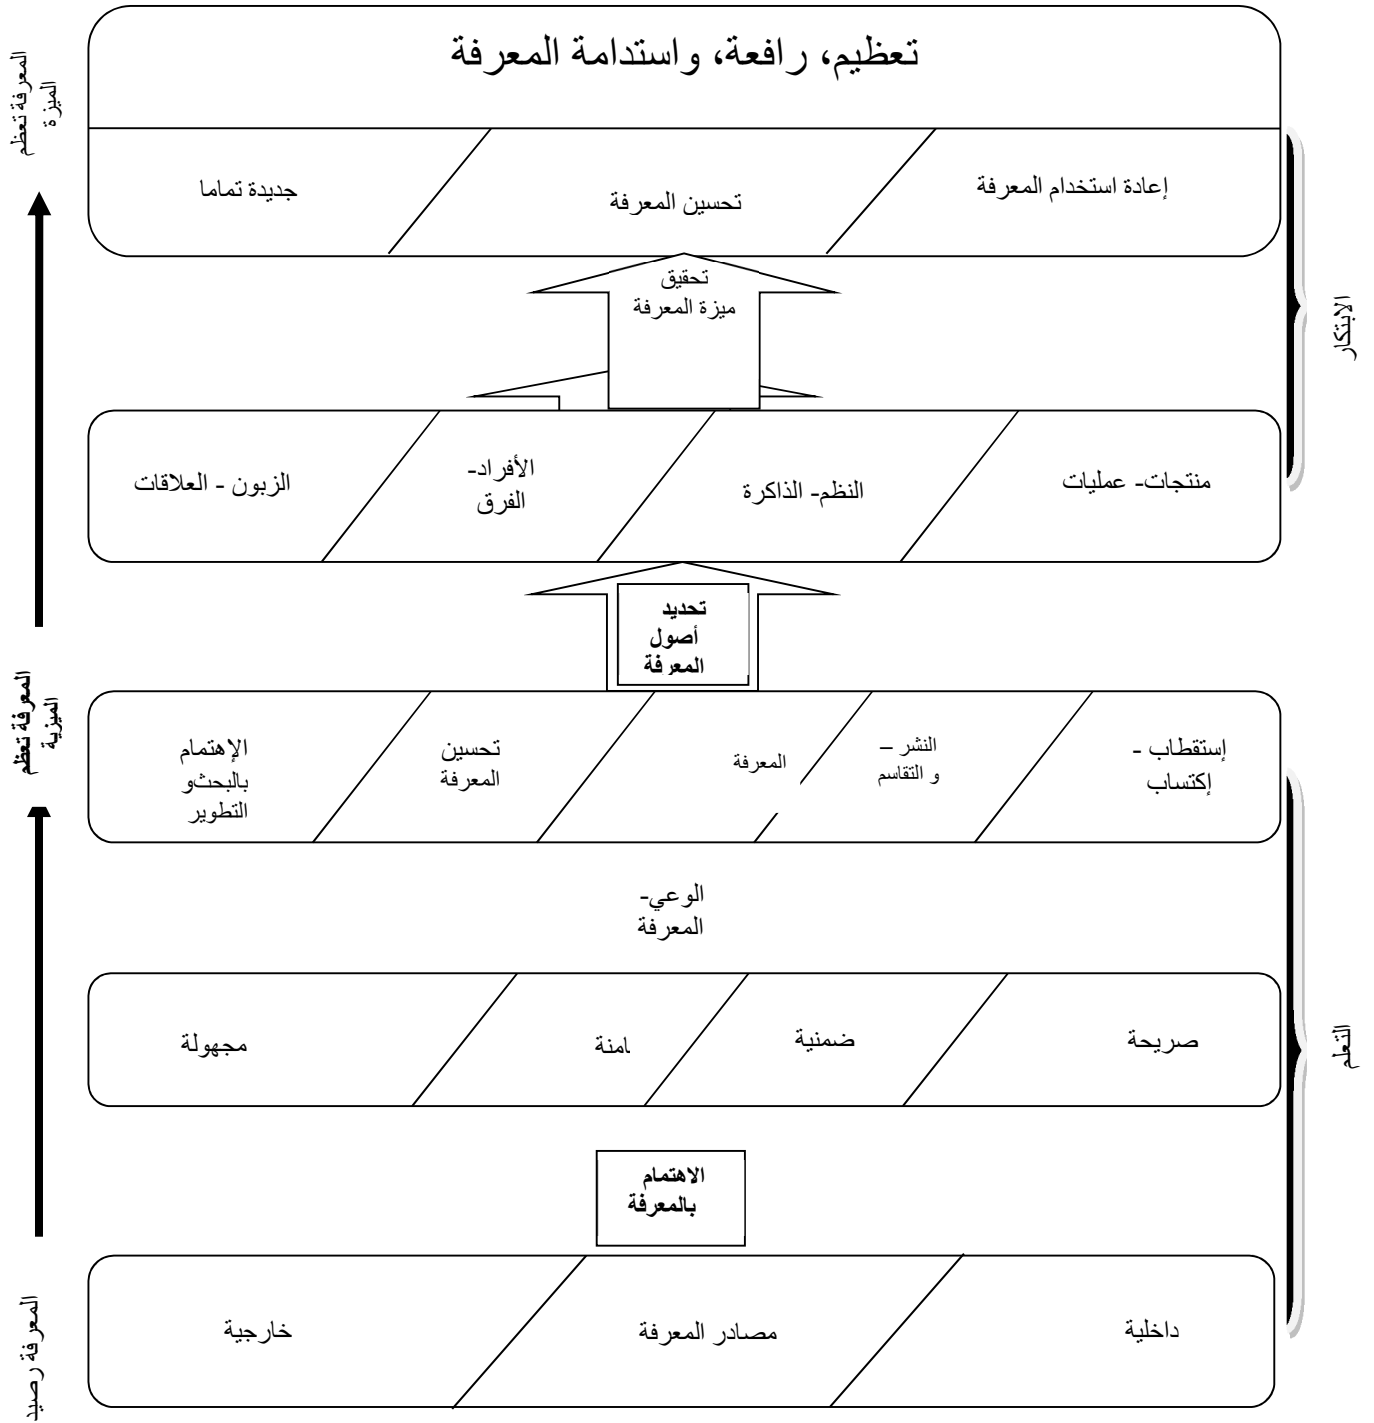 تعظيم، رافعة، واستدامة المعرفة
المعرفة تعظم
الميزة
إعادة استخدام المعرفة
تحسين المعرفة
جديدة تماما
تحقيق
ميزة المعرفة
الابتكار
منتجات- عمليات
النظم- الذاكرة
الأفراد-
الفرق
الزبون - العلاقات
تحديد
أصول
المعرفة
المعرفة تعظم
الميزية
إستقطاب -
إكتساب
النشر –
و التقاسم
المعرفة
تحسين
المعرفة
الإهتمام
بالبحثو
التطوير
الوعي-
المعرفة
صريحة
ضمنية
امنة
مجهولة
التعلم
الاهتمام
بالمعرفة
داخلية
مصادر المعرفة
خارجية
المعرفة رصييد